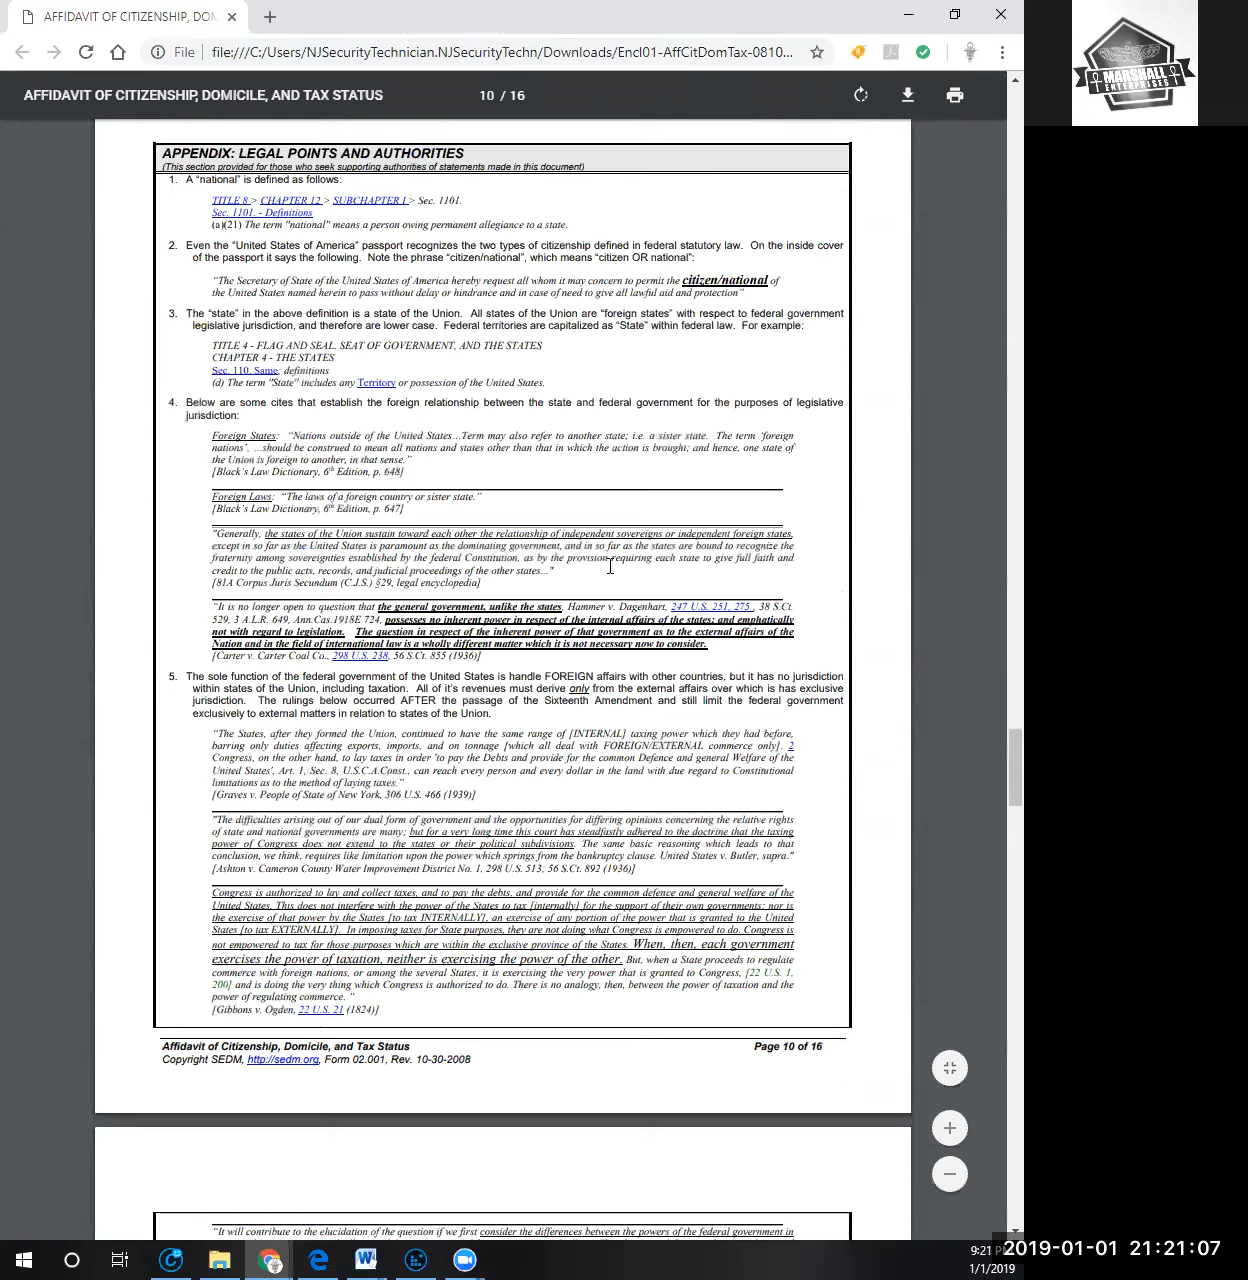 AFFIDAVIT OF CITIZENSHIP, DOM
File
file:///C:/Users/NJSecurityTechnician.NJSecurityTechn/Downloads/Encl01-AffCitDomTax-0810...
MARSHALL
ENTERPRISES
AFFIDAVIT OF CITIZENSHIP, DOMICILE, AND TAX STATUS
10 / 16
APPENDIX: LEGAL POINTS AND AUTHORITIES
(This section provided for those who seek supporting authorities of statements made in this document)
1. A "national" is defined as follows:
TITLE 8 > CHAPTER 12 > SUBCHAPTER I > Sec. 1101.
Sec. 1101. - Definitions
(a)(21) The term "national" means a person owing permanent allegiance to a state.
2. Even the "United States of America" passport recognizes the two types of citizenship defined in federal statutory law. On the inside cover
of the passport it says the following. Note the phrase "citizen/national", which means "citizen OR national":
"The Secretary of State of the United States of America hereby request all whom it may concern to permit the citizen/national of
the United States named herein to pass without delay or hindrance and in case of need to give all lawful aid and protection"
3. The "state" in the above definition is a state of the Union. All states of the Union are "foreign states" with respect to federal government
legislative jurisdiction, and therefore are lower case. Federal territories are capitalized as "State" within federal law. For example:
TITLE 4 - FLAG AND SEAL, SEAT OF GOVERNMENT, AND THE STATES
CHAPTER 4 - THE STATES
Sec. 110. Same; definitions
(d) The term "State" includes any Territory or possession of the United States.
4. Below are some cites that establish the foreign relationship between the state and federal government for the purposes of legislative
jurisdiction:
Foreign States: "Nations outside of the United States...Term may also refer to another state; i.e. a sister state. The term 'foreign
nations', ...should be construed to mean all nations and states other than that in which the action is brought; and hence, one state of
the Union is foreign to another, in that sense."
[Black's Law Dictionary, 6th Edition, p. 648]
Foreign Laws: "The laws of a foreign country or sister state."
[Black's Law Dictionary, 6th Edition, p. 647]
"Generally, the states of the Union sustain toward each other the relationship of independent sovereigns or independent foreign states,
except in so far as the United States is paramount as the dominating government, and in so far as the states are bound to recognize the
fraternity among sovereignties established by the federal Constitution, as by the provision requiring each state to give full faith and
credit to the public acts, records, and judicial proceedings of the other states..."
[81A Corpus Juris Secundum (C.J.S.) §29, legal encyclopedia]
"It is no longer open to question that the general government, unlike the states, Hammer v. Dagenhart, 247 U.S. 251, 275 , 38 S.Ct.
529, 3 A.L.R. 649, Ann.Cas.1918E 724, possesses no inherent power in respect of the internal affairs of the states; and emphatically
not with regard to legislation. The question in respect of the inherent power of that government as to the external affairs of the
Nation and in the field of international law is a wholly different matter which it is not necessary now to consider.
[Carter v. Carter Coal Co., 298 U.S. 238, 56 S.Ct. 855 (1936)]
5. The sole function of the federal government of the United States is handle FOREIGN affairs with other countries, but it has no jurisdiction
within states of the Union, including taxation. All of it's revenues must derive only from the external affairs over which is has exclusive
jurisdiction. The rulings below occurred AFTER the passage of the Sixteenth Amendment and still limit the federal government
exclusively to external matters in relation to states of the Union.
"The States, after they formed the Union, continued to have the same range of [INTERNAL] taxing power which they had before,
barring only duties affecting exports, imports, and on tonnage [which all deal with FOREIGN/EXTERNAL commerce only]. 2
Congress, on the other hand, to lay taxes in order 'to pay the Debts and provide for the common Defence and general Welfare of the
United States', Art. 1, Sec. 8, U.S.C.A.Const., can reach every person and every dollar in the land with due regard to Constitutional
limitations as to the method of laying taxes."
[Graves v. People of State of New York, 306 U.S. 466 (1939)]
"The difficulties arising out of our dual form of government and the opportunities for differing opinions concerning the relative rights
of state and national governments are many; but for a very long time this court has steadfastly adhered to the doctrine that the taxing
power of Congress does not extend to the states or their political subdivisions. The same basic reasoning which leads to that
conclusion, we think, requires like limitation upon the power which springs from the bankruptcy clause. United States v. Butler, supra."
[Ashton v. Cameron County Water Improvement District No. 1, 298 U.S. 513; 56 S.Ct. 892 (1936)]
Congress is authorized to lay and collect taxes, and to pay the debts, and provide for the common defence and general welfare of the
United States. This does not interfere with the power of the States to tax [internally] for the support of their own governments; nor is
the exercise of that power by the States [to tax INTERNALLY], an exercise of any portion of the power that is granted to the United
States [to tax EXTERNALLY]. In imposing taxes for State purposes, they are not doing what Congress is empowered to do. Congress is
not empowered to tax for those purposes which are within the exclusive province of the States. When, then, each government
exercises the power of taxation, neither is exercising the power of the other. But, when a State proceeds to regulate
commerce with foreign nations, or among the several States, it is exercising the very power that is granted to Congress, [22 U.S. 1,
200] and is doing the very thing which Congress is authorized to do. There is no analogy, then, between the power of taxation and the
power of regulating commerce. "
[Gibbons v. Ogden, 22 U.S. 21 (1824)]
Affidavit of Citizenship, Domicile, and Tax Status
Page 10 of 16
Copyright SEDM, http://sedm.org, Form 02.001, Rev. 10-30-2008
"It will contribute to the elucidation of the question if we first consider the differences between the powers of the federal government in
9:21 P
1/1/2019
2019-01-01 21:21:07